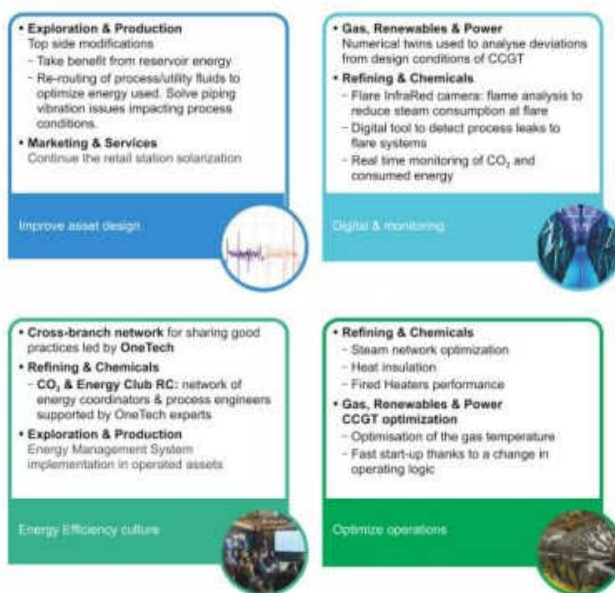 • Exploration & Production
Top side modifications
– Take benefit from reservoir energy
– Re-routing of process/utility fluids to
optimize energy used. Solve piping
vibration issues impacting process
conditions.
• Marketing & Services
Continue the retail station solarization
Improve asset design
• Gas, Renewables & Power
Numerical twins used to analyse deviations
from design conditions of CCGT
• Refining & Chemicals
– Flare InfraRed camera: flame analysis to
reduce steam consumption at flare
– Digital tool to detect process leaks to
flare systems
– Real time monitoring of CO₂ and
consumed energy
Digital & monitoring
• Cross-branch network for sharing good
practices led by OneTech
• Refining & Chemicals
– CO₂ & Energy Club RC: network of
energy coordinators & process engineers
supported by OneTech experts
• Exploration & Production
Energy Management System
implementation in operated assets
Energy Efficiency culture
• Refining & Chemicals
– Steam network optimization
– Heat insulation
– Fired Heaters performance
• Gas, Renewables & Power
CCGT optimization
– Optimisation of the gas temperature
– Fast start-up thanks to a change in
operating logic
Optimize operations